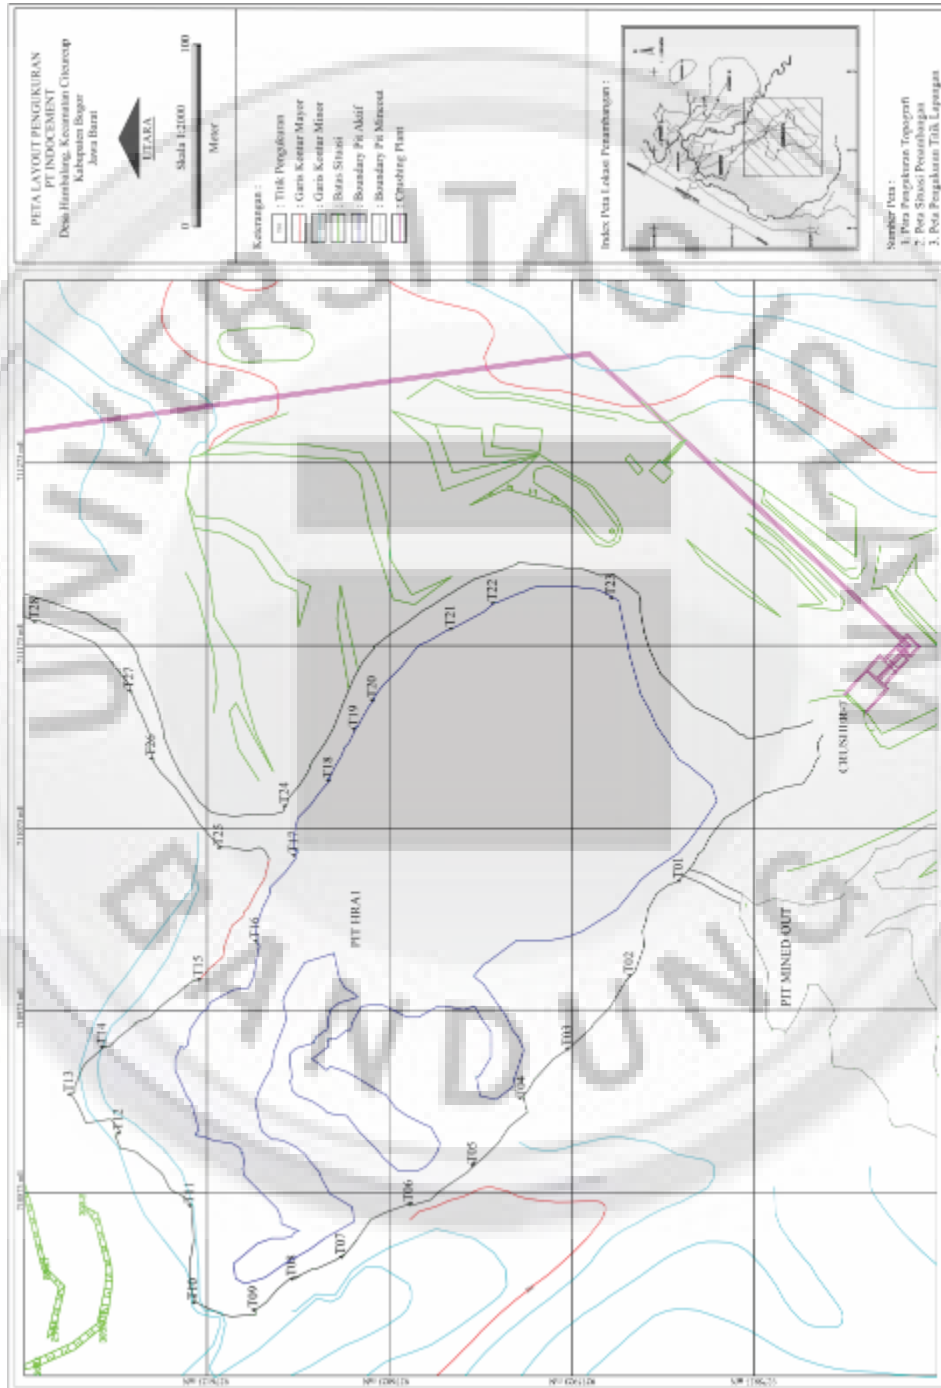 PETA LAYOUT PENGUKURAN
PT INDOCEMENT
Desa Hambalang, Kecamatan Citeureup
Kabupaten Bogor
Jawa Barat
UTARA
Skala 1:2000
0 100
Meter
Keterangan :
: Titik Pengukuran
: Garis Kontur Mayor
: Garis Kontur Minor
: Batas Situasi
: Boundary Pit Aktif
: Boundary Pit Minedout
: Crushing Plant
Index Peta Lokasi Penambangan :
Sumber Peta :
1. Peta Pengukuran Topografi
2. Peta Situasi Penambangan
3. Peta Pengukuran Titik Lapangan
T28
T27
T26
T25
T24
T23
T22
T21
T20
T19
T18
T17
T16
T15
T14
T13
T12
T11
T10
T09
T08
T07
T06
T05
T04
T03
T02
T01
PIT HRA1
PIT MINED OUT
UNIVERSITAS ISLAM
BANDUNG